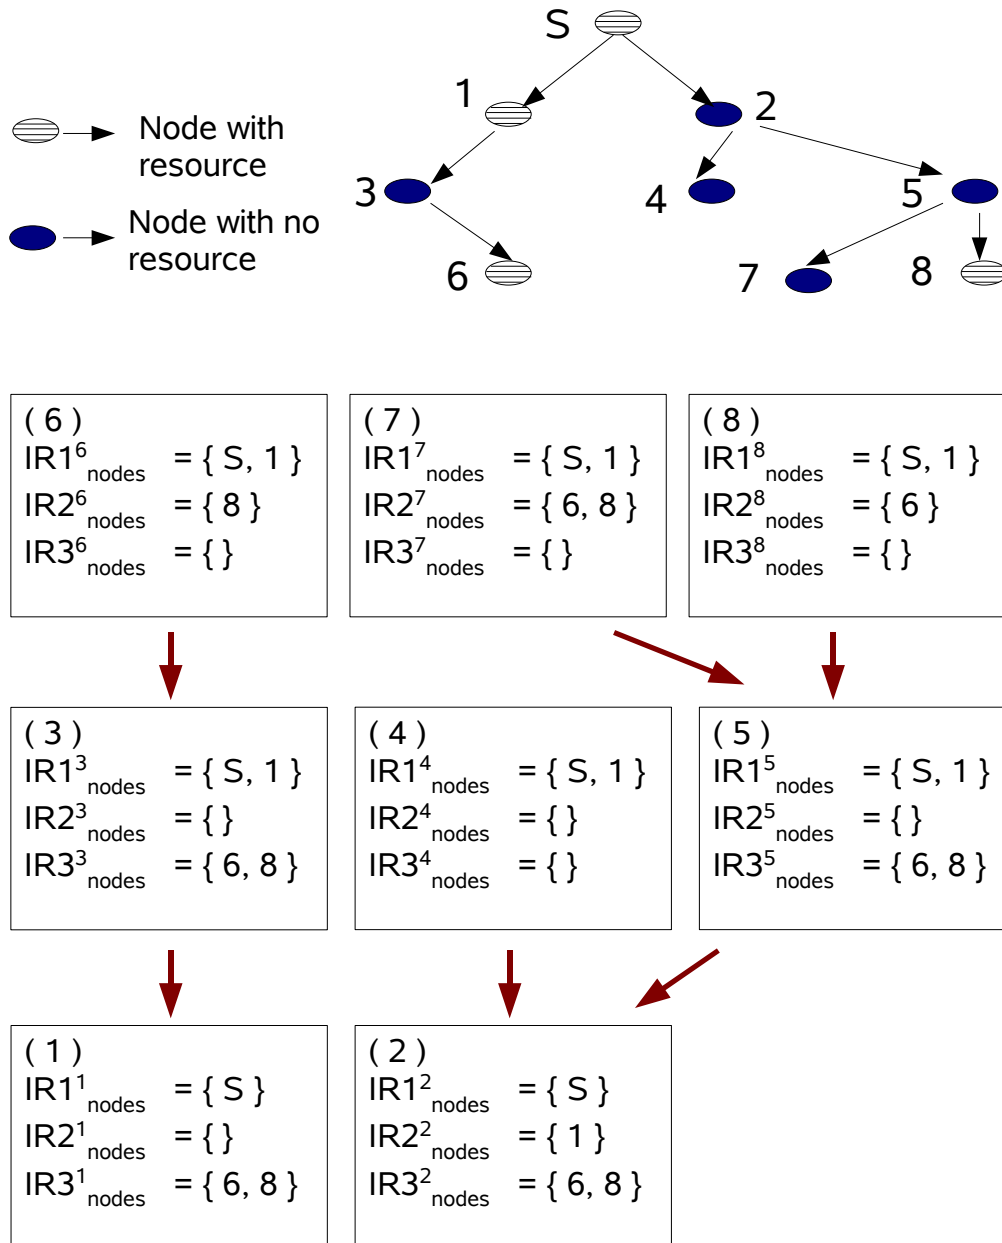 S
1
2
Node with
resource
3
4
5
Node with no
resource
6
7
8
( 6 )
IR1⁶nodes = { S, 1 }
IR2⁶nodes = { 8 }
IR3⁶nodes = { }
( 7 )
IR1⁷nodes = { S, 1 }
IR2⁷nodes = { 6, 8 }
IR3⁷nodes = { }
( 8 )
IR1⁸nodes = { S, 1 }
IR2⁸nodes = { 6 }
IR3⁸nodes = { }
( 3 )
IR1³nodes = { S, 1 }
IR2³nodes = { }
IR3³nodes = { 6, 8 }
( 4 )
IR1⁴nodes = { S, 1 }
IR2⁴nodes = { }
IR3⁴nodes = { }
( 5 )
IR1⁵nodes = { S, 1 }
IR2⁵nodes = { }
IR3⁵nodes = { 6, 8 }
( 1 )
IR1¹nodes = { S }
IR2¹nodes = { }
IR3¹nodes = { 6, 8 }
( 2 )
IR1²nodes = { S }
IR2²nodes = { 1 }
IR3²nodes = { 6, 8 }